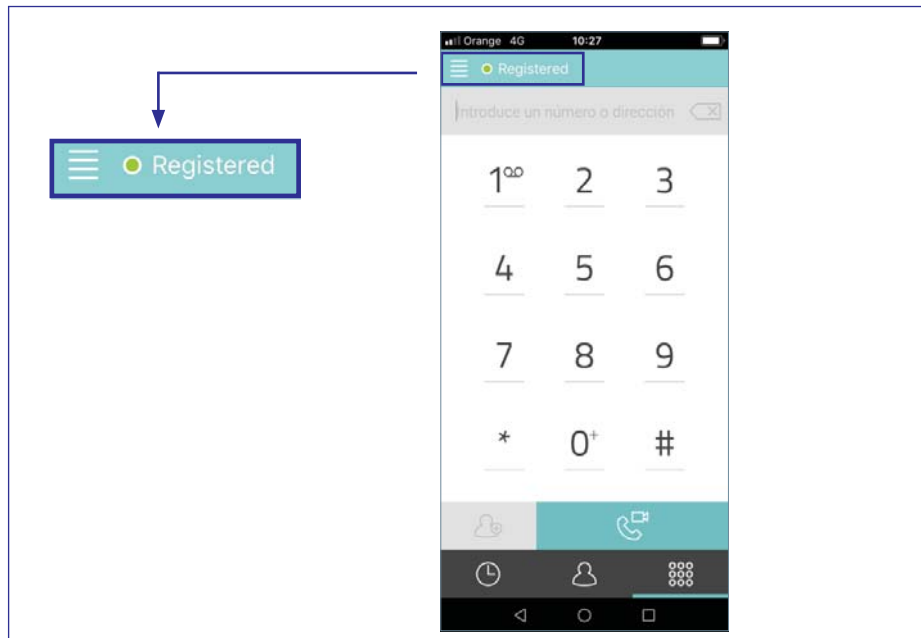 Orange 4G 10:27
Registered
Introduce un número o dirección
Registered
1 2 3
4 5 6
7 8 9
* 0+ #